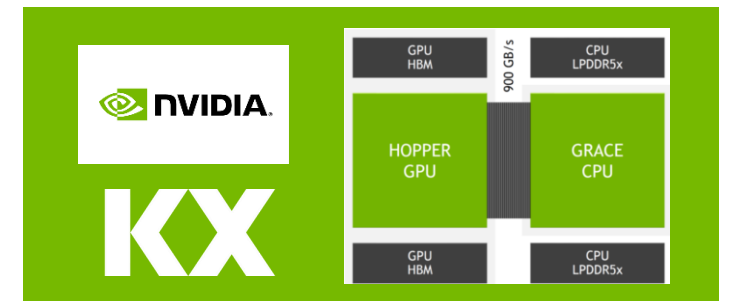 NVIDIA.
KX
GPU
HBM
900 GB/s
CPU
LPDDR5x
HOPPER
GPU
GRACE
CPU
GPU
HBM
CPU
LPDDR5x